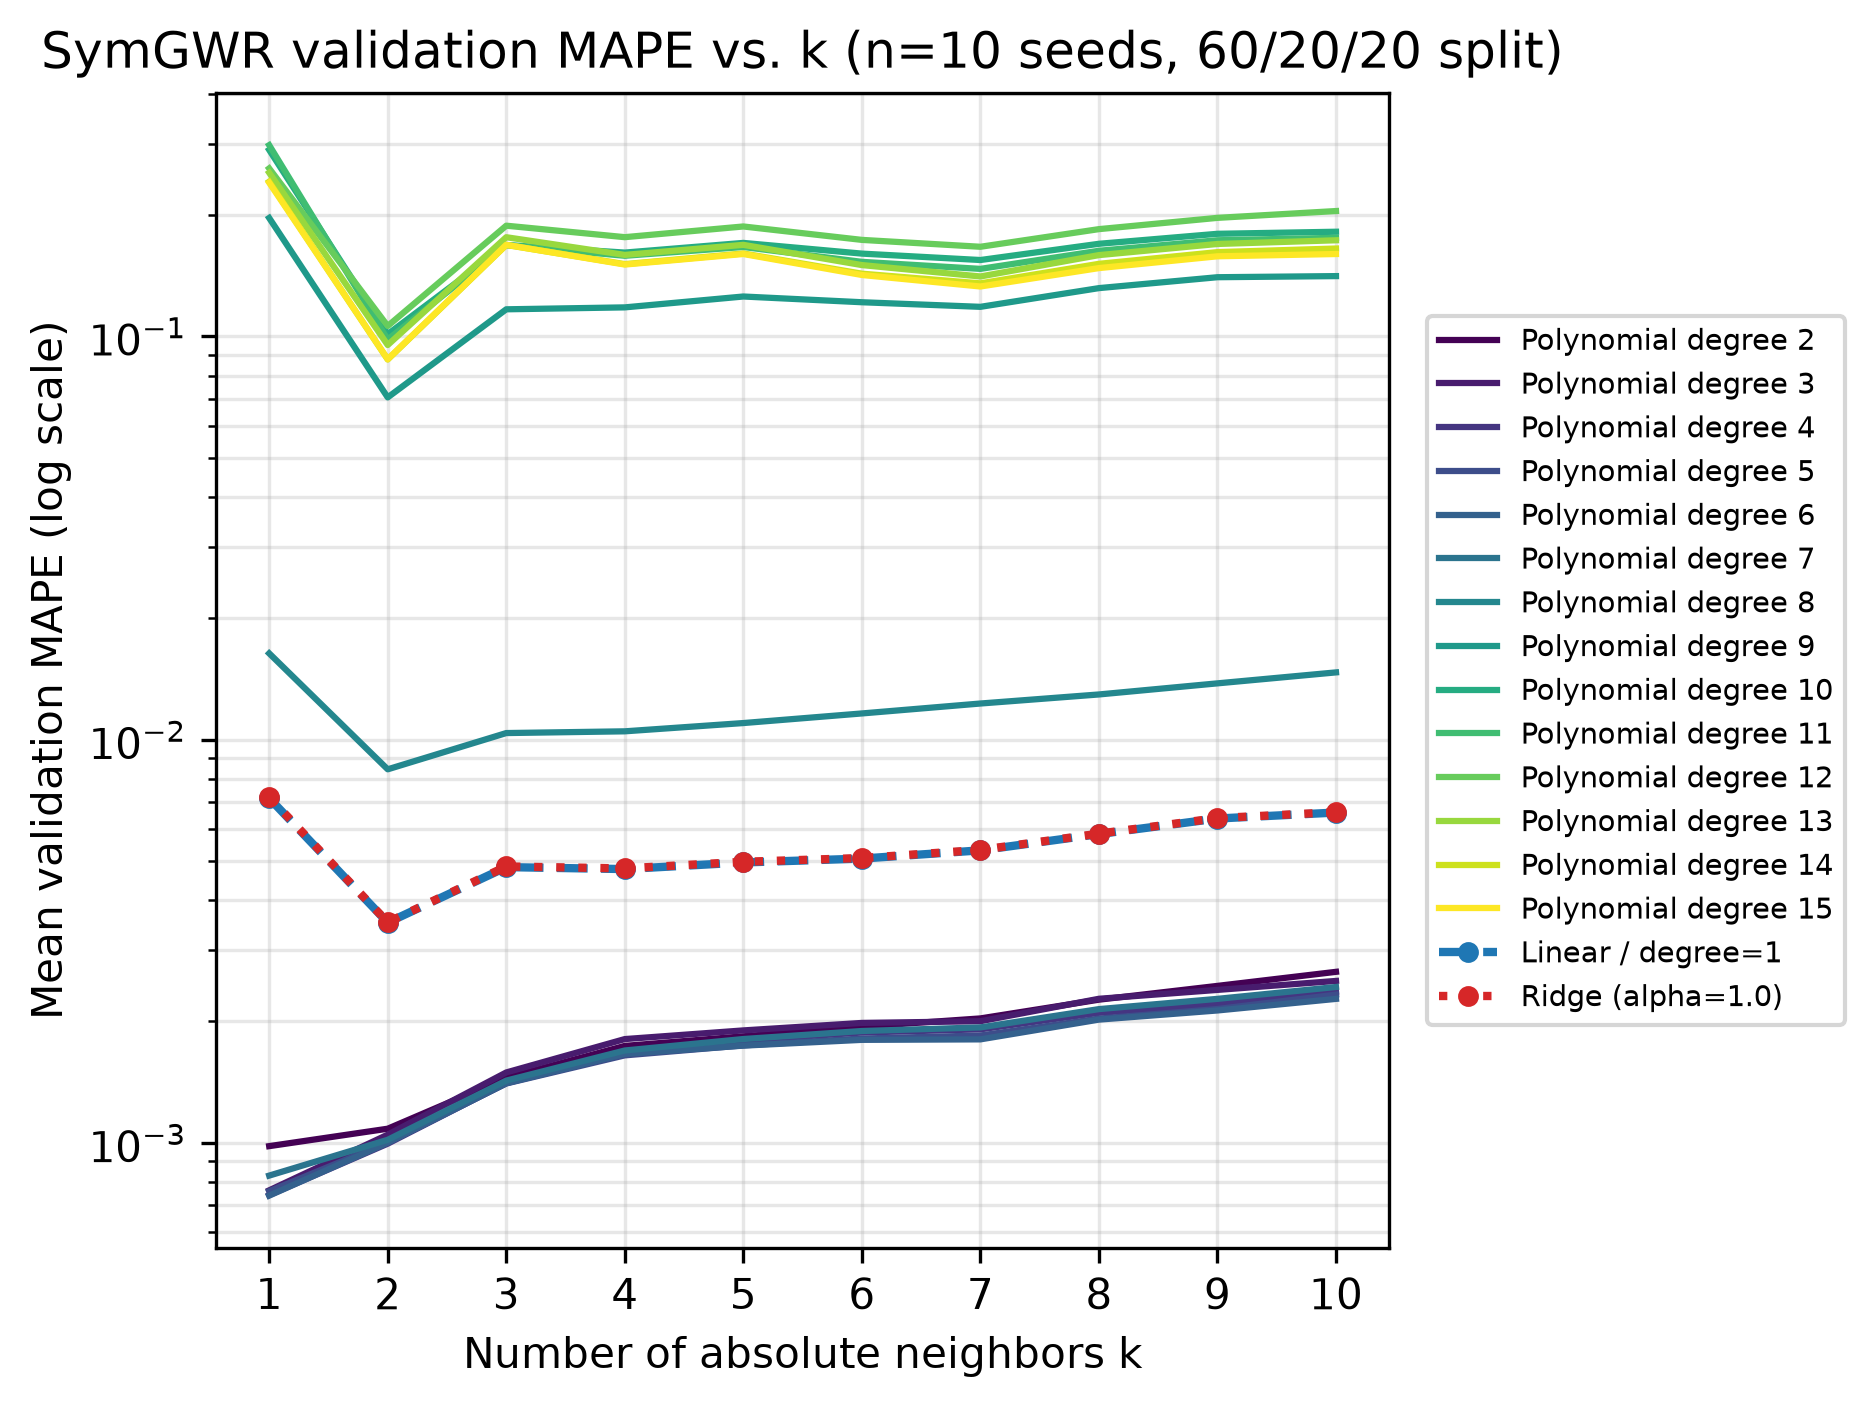 SymGWR validation MAPE vs. k (n=10 seeds, 60/20/20 split)
Mean validation MAPE (log scale)
10⁻¹
10⁻²
10⁻³
1 2 3 4 5 6 7 8 9 10
Number of absolute neighbors k
Polynomial degree 2
Polynomial degree 3
Polynomial degree 4
Polynomial degree 5
Polynomial degree 6
Polynomial degree 7
Polynomial degree 8
Polynomial degree 9
Polynomial degree 10
Polynomial degree 11
Polynomial degree 12
Polynomial degree 13
Polynomial degree 14
Polynomial degree 15
Linear / degree=1
Ridge (alpha=1.0)